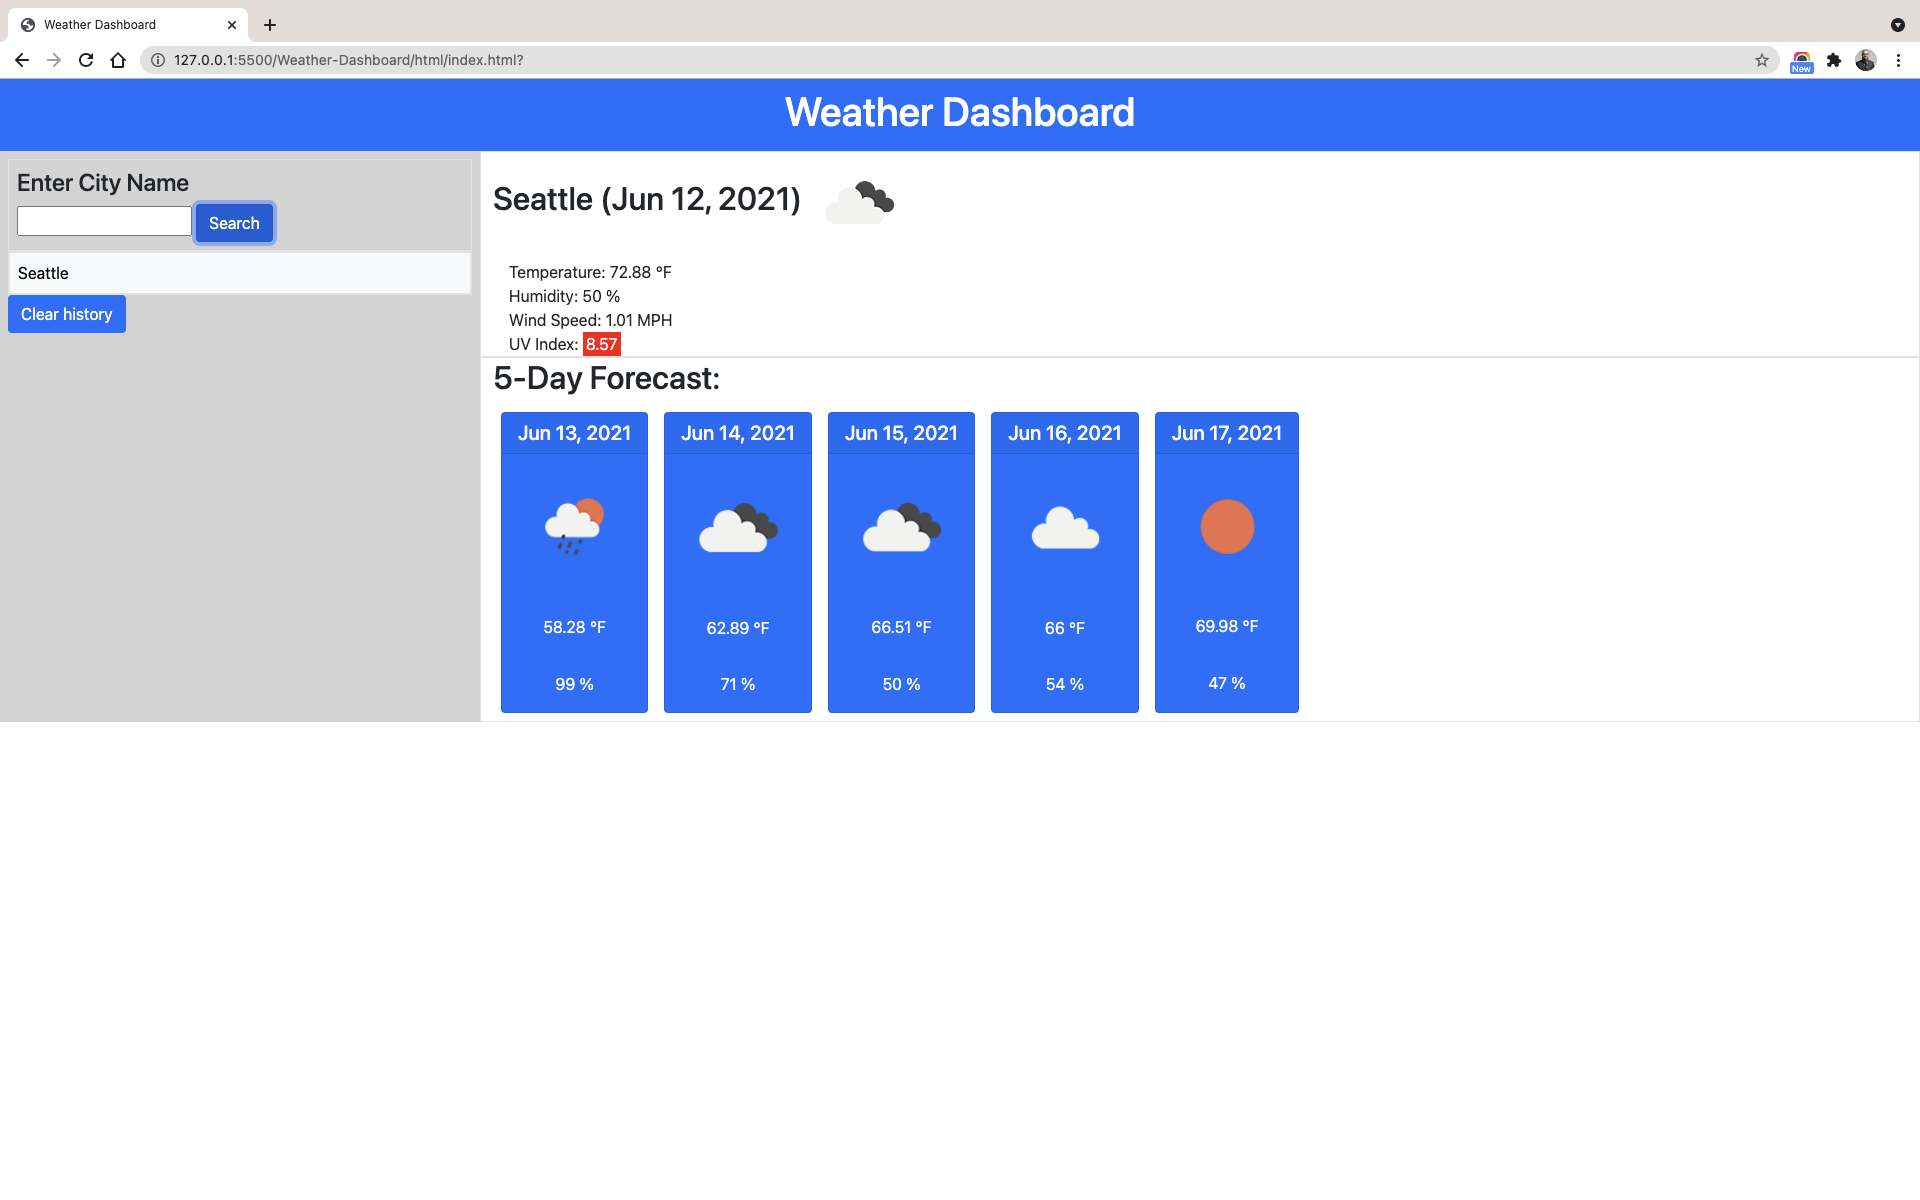 Weather Dashboard
127.0.0.1:5500/Weather-Dashboard/html/index.html?
New
Weather Dashboard
Enter City Name
Search
Seattle
Clear history
Seattle (Jun 12, 2021)
Temperature: 72.88 °F
Humidity: 50 %
Wind Speed: 1.01 MPH
UV Index: 8.57
5-Day Forecast:
Jun 13, 2021 Jun 14, 2021 Jun 15, 2021 Jun 16, 2021 Jun 17, 2021
58.28 °F 62.89 °F 66.51 °F 66 °F 69.98 °F
99 % 71 % 50 % 54 % 47 %